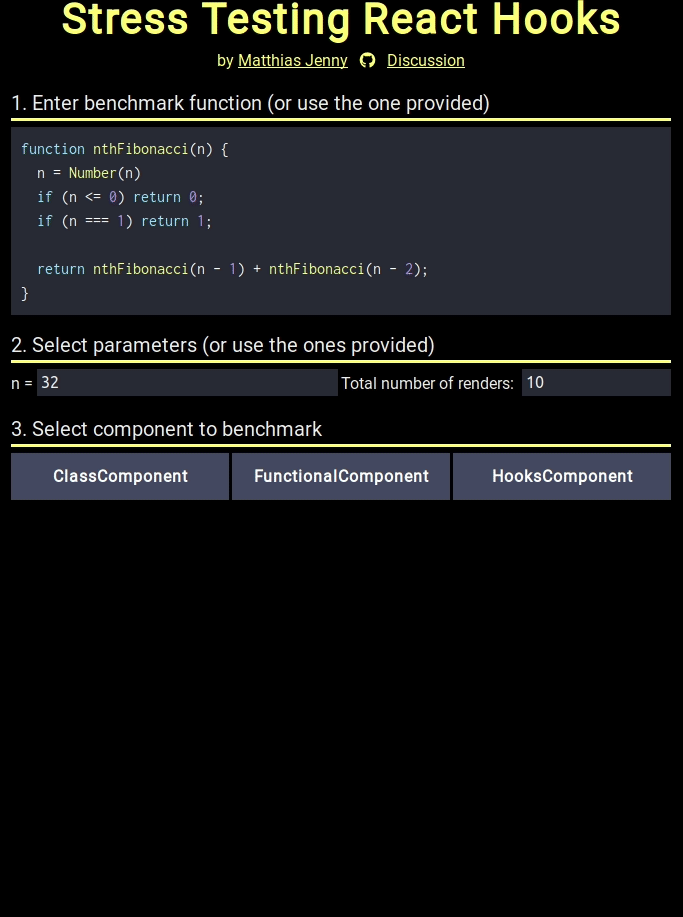 Stress Testing React Hooks
by Matthias Jenny Discussion
1. Enter benchmark function (or use the one provided)
function nthFibonacci(n) {
  n = Number(n)
  if (n <= 0) return 0;
  if (n === 1) return 1;
  return nthFibonacci(n - 1) + nthFibonacci(n - 2);
}
2. Select parameters (or use the ones provided)
n = 32 Total number of renders: 10
3. Select component to benchmark
ClassComponent FunctionalComponent HooksComponent